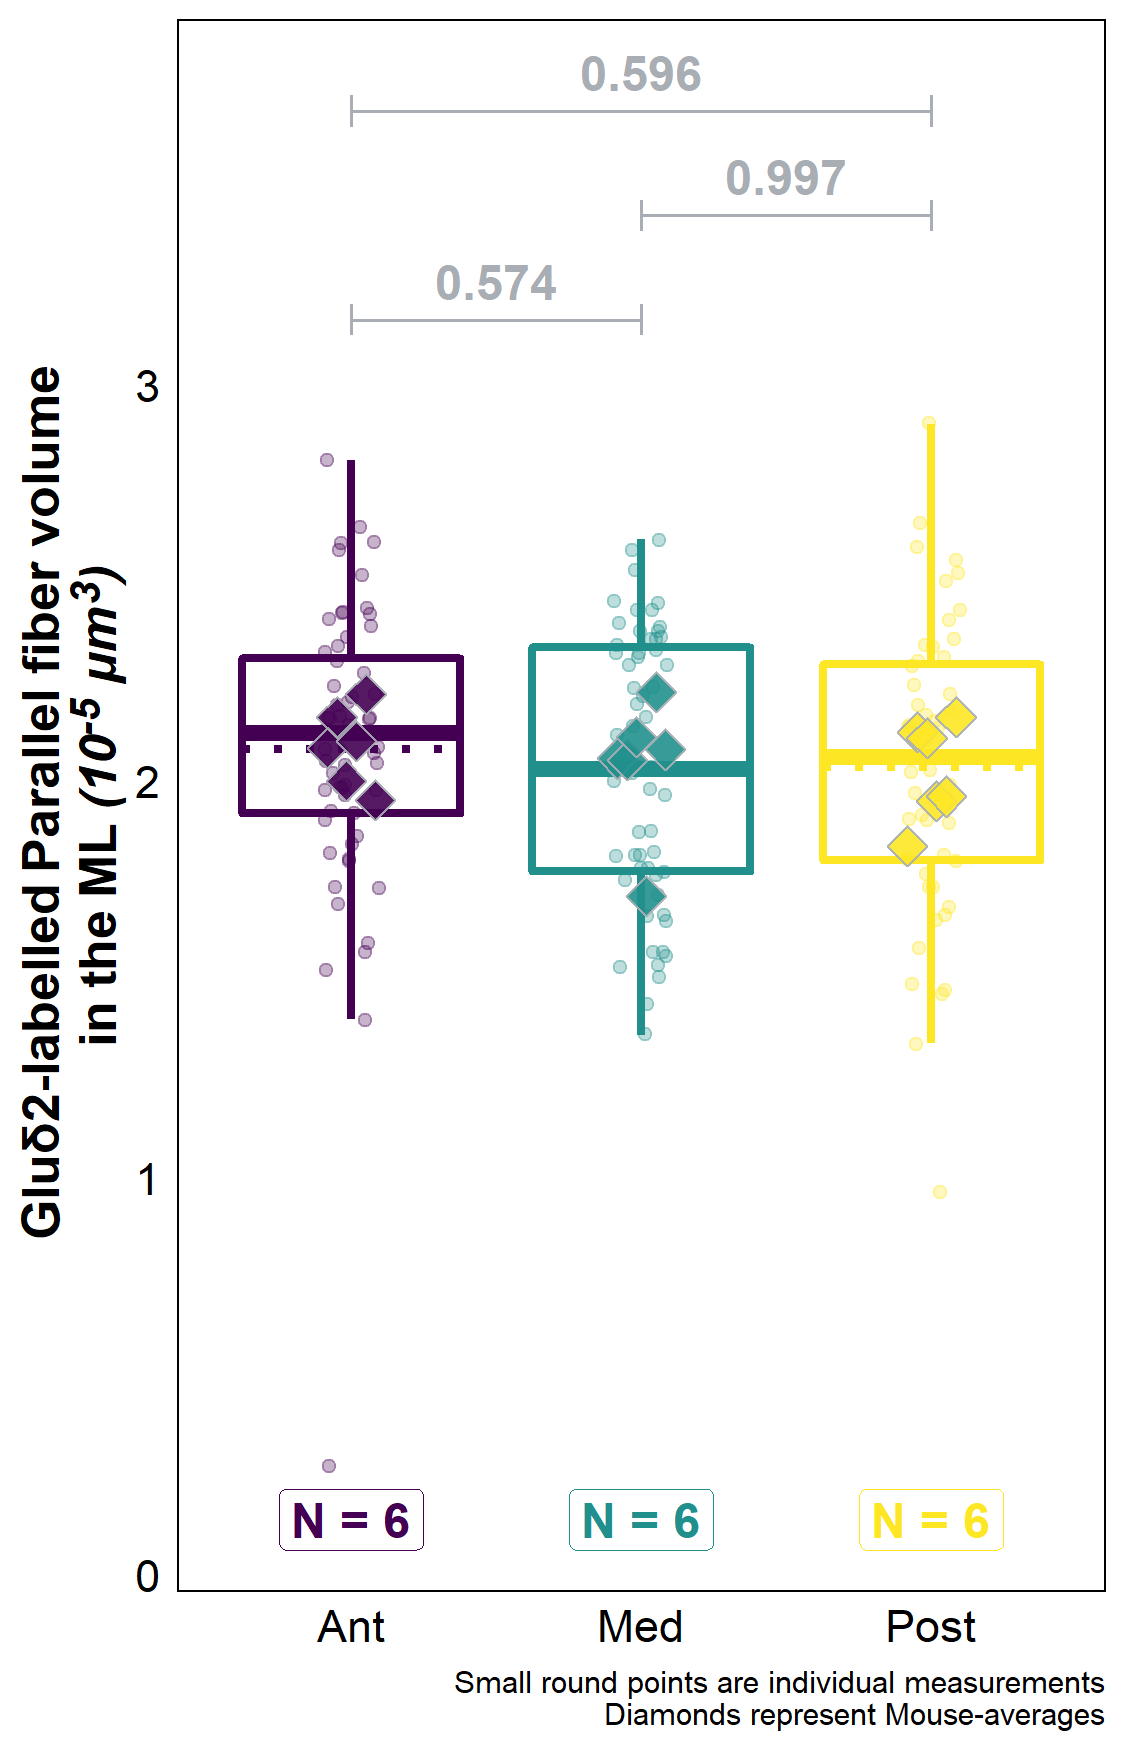 Gluδ2-labelled Parallel fiber volume
in the ML (10⁻⁵ µm³)
0.596
0.997
0.574
3
2
1
0
N = 6
N = 6
N = 6
Ant
Med
Post
Small round points are individual measurements
Diamonds represent Mouse-averages